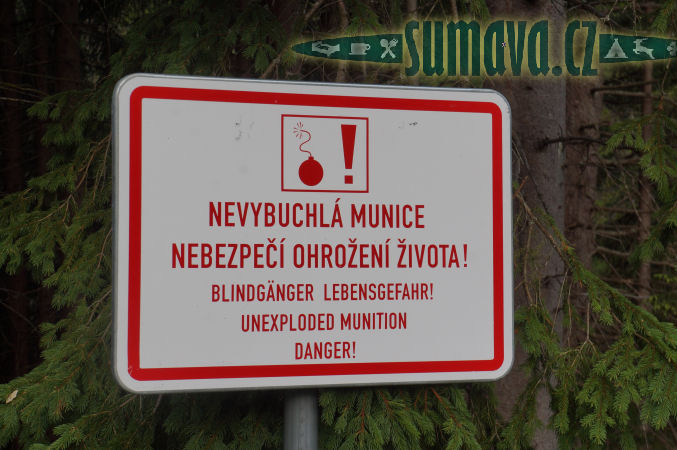 sumava.cz
!
NEVYBUCHLÁ MUNICE
NEBEZPEČÍ OHROŽENÍ ŽIVOTA!
BLINDGÄNGER LEBENSGEFAHR!
UNEXPLODED MUNITION
DANGER!